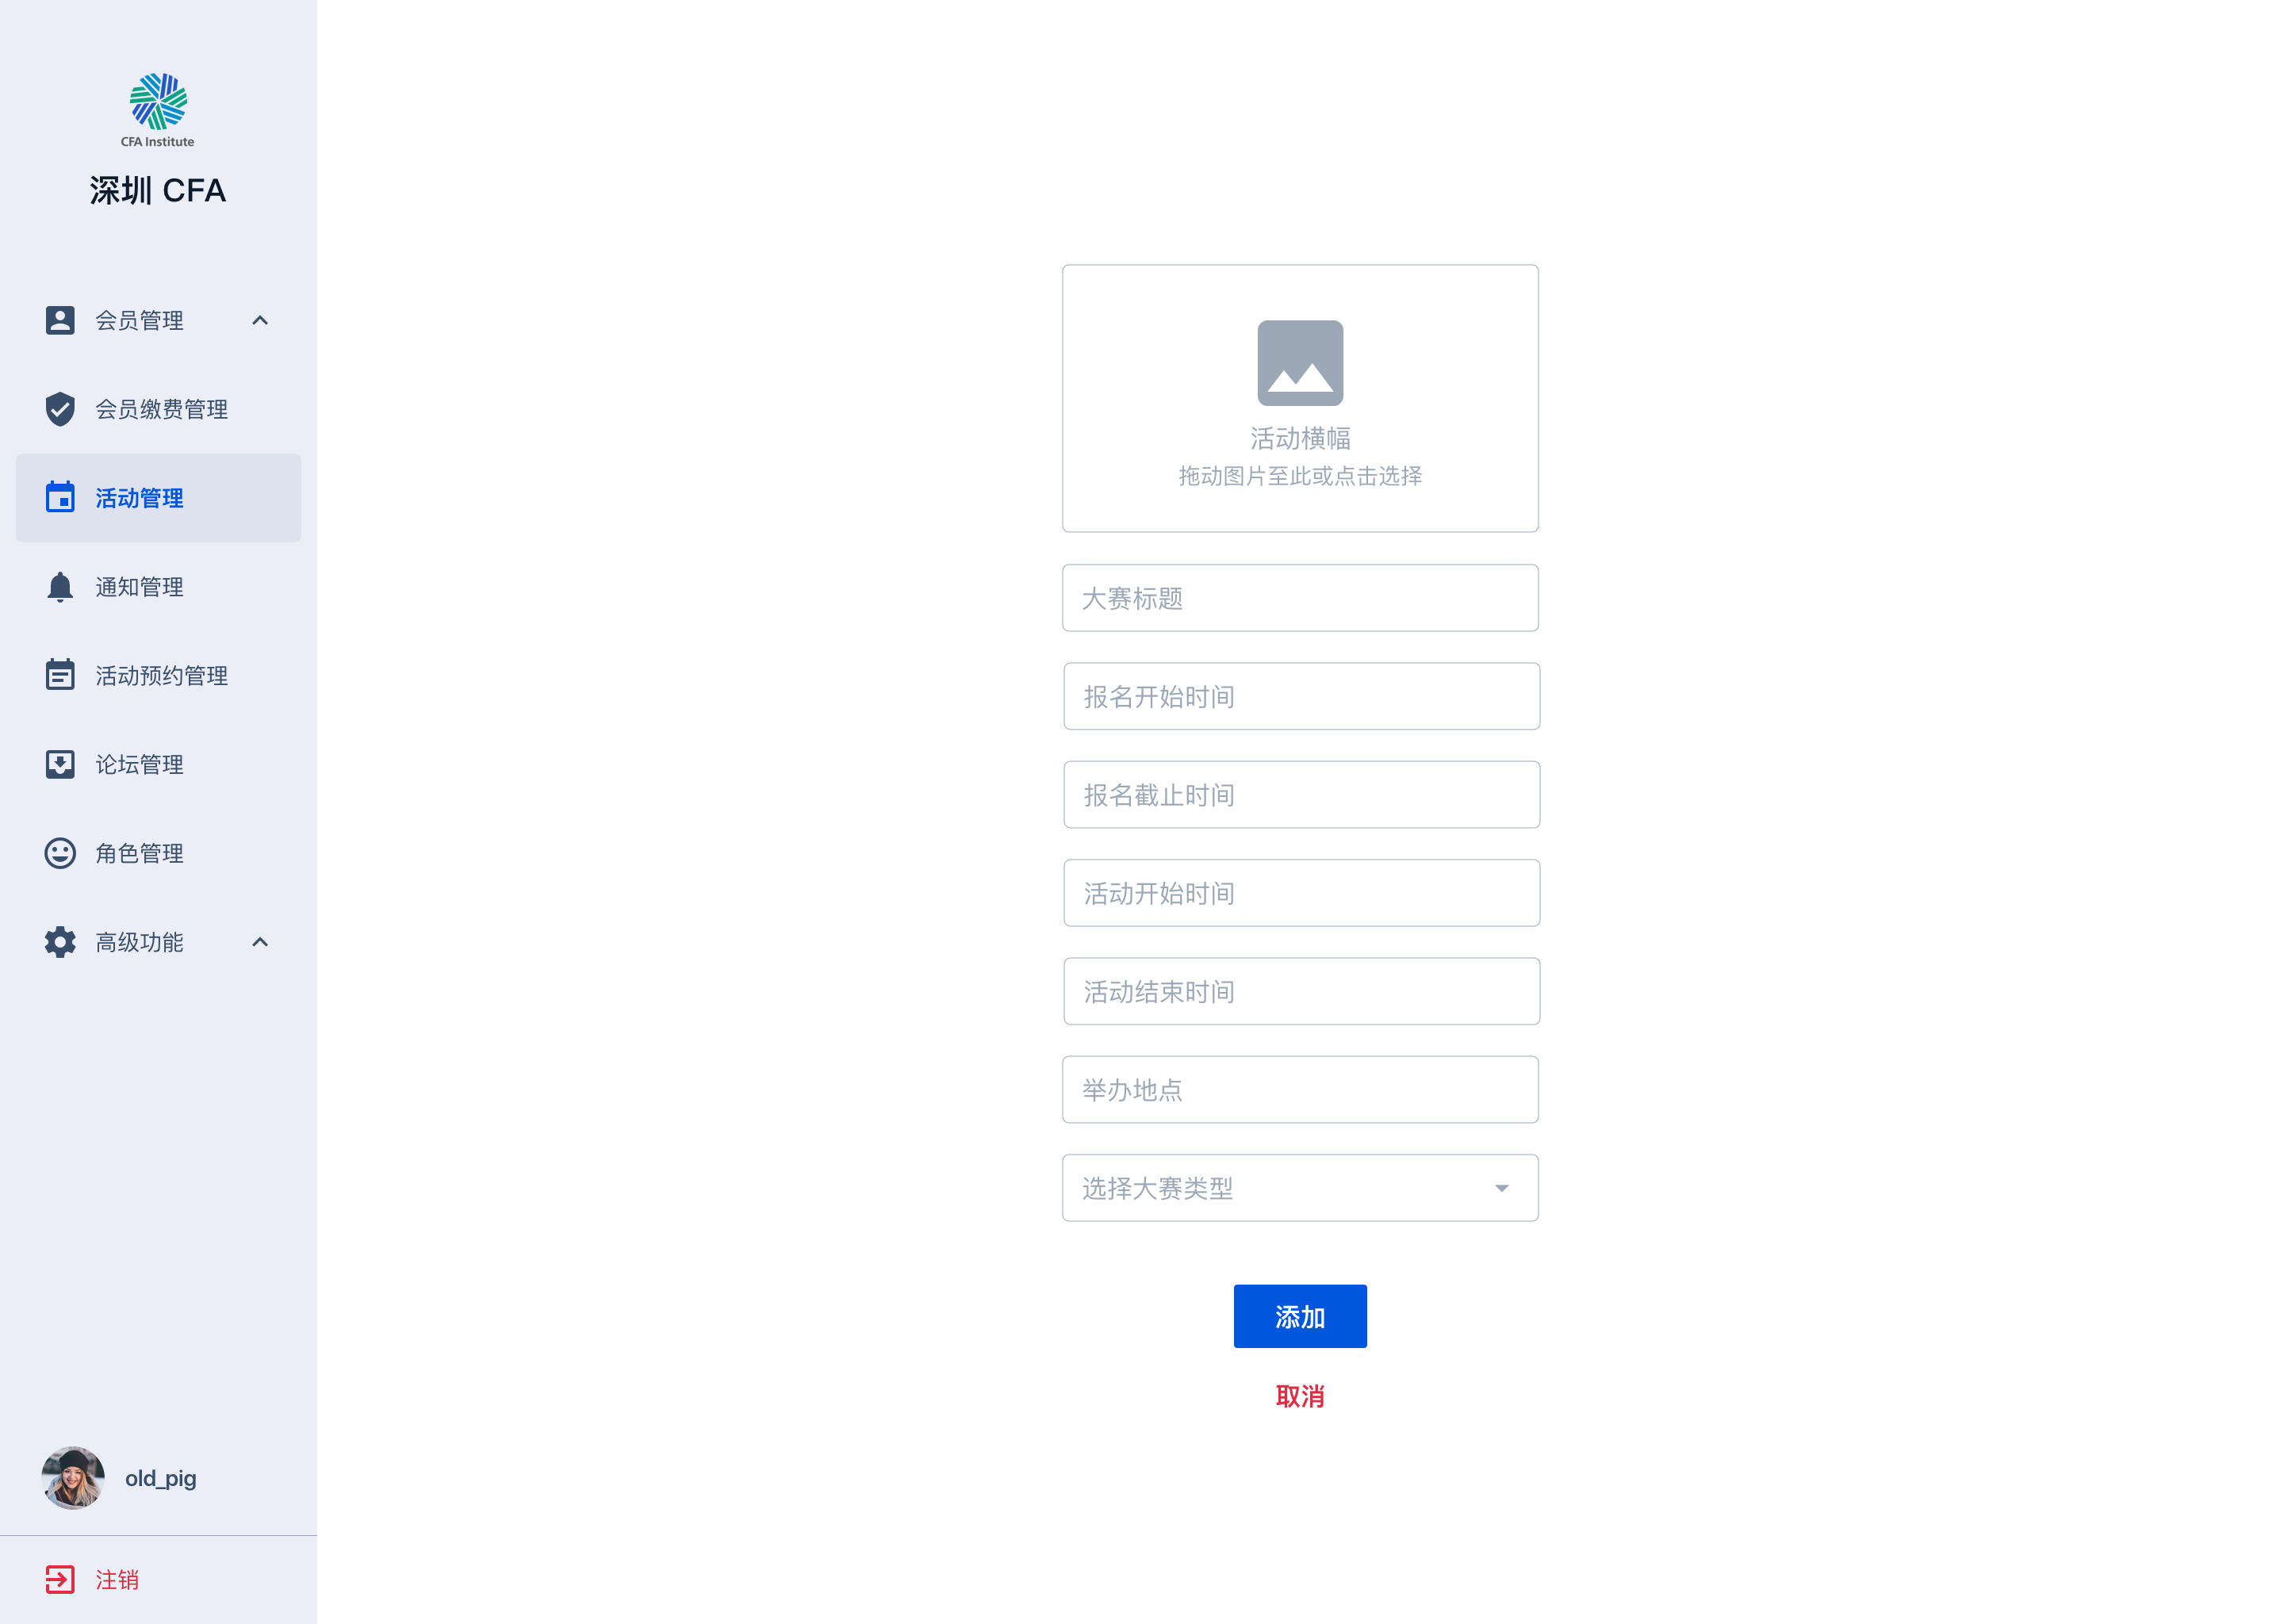 CFA Institute
深圳 CFA
会员管理
会员缴费管理
活动管理
通知管理
活动预约管理
论坛管理
角色管理
高级功能
old_pig
注销
活动横幅
拖动图片至此或点击选择
大赛标题
报名开始时间
报名截止时间
活动开始时间
活动结束时间
举办地点
选择大赛类型
添加
取消